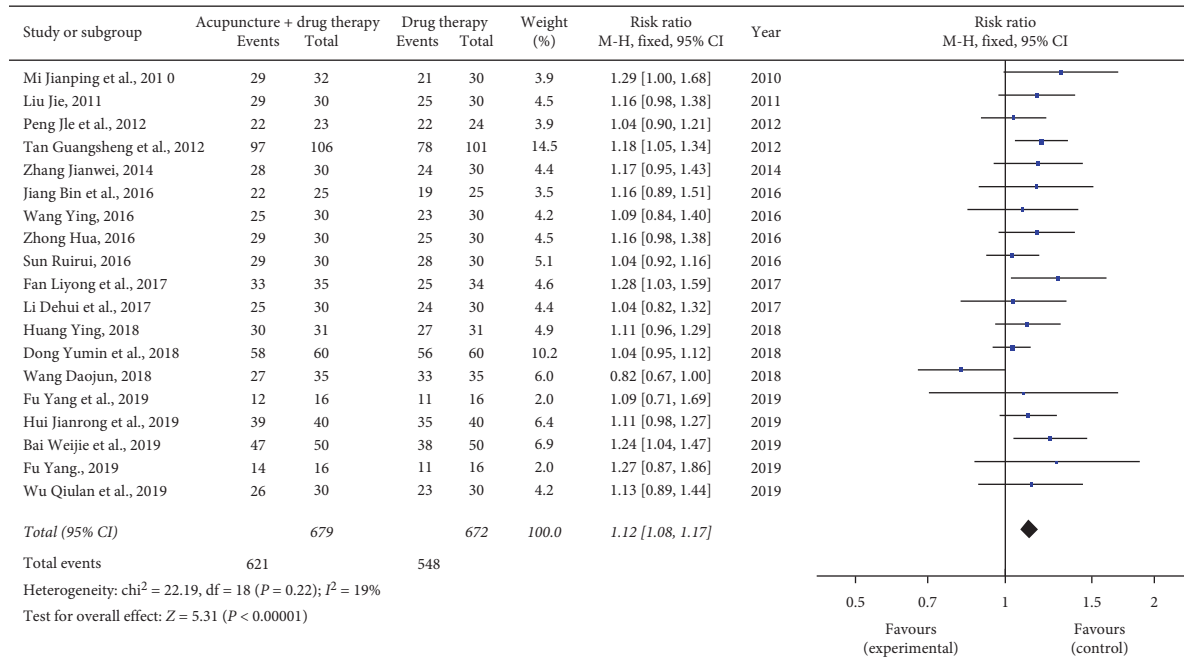 Study or subgroup Acupuncture + drug therapy Drug therapy Weight (%) Risk ratio M-H, fixed, 95% CI Year Risk ratio M-H, fixed, 95% CI
Events Total Events Total
Mi Jianping et al., 201 0 29 32 21 30 3.9 1.29 [1.00, 1.68] 2010
Liu Jie, 2011 29 30 25 30 4.5 1.16 [0.98, 1.38] 2011
Peng Jle et al., 2012 22 23 22 24 3.9 1.04 [0.90, 1.21] 2012
Tan Guangsheng et al., 2012 97 106 78 101 14.5 1.18 [1.05, 1.34] 2012
Zhang Jianwei, 2014 28 30 24 30 4.4 1.17 [0.95, 1.43] 2014
Jiang Bin et al., 2016 22 25 19 25 3.5 1.16 [0.89, 1.51] 2016
Wang Ying, 2016 25 30 23 30 4.2 1.09 [0.84, 1.40] 2016
Zhong Hua, 2016 29 30 25 30 4.5 1.16 [0.98, 1.38] 2016
Sun Ruirui, 2016 29 30 28 30 5.1 1.04 [0.92, 1.16] 2016
Fan Liyong et al., 2017 33 35 25 34 4.6 1.28 [1.03, 1.59] 2017
Li Dehui et al., 2017 25 30 24 30 4.4 1.04 [0.82, 1.32] 2017
Huang Ying, 2018 30 31 27 31 4.9 1.11 [0.96, 1.29] 2018
Dong Yumin et al., 2018 58 60 56 60 10.2 1.04 [0.95, 1.12] 2018
Wang Daojun, 2018 27 35 33 35 6.0 0.82 [0.67, 1.00] 2018
Fu Yang et al., 2019 12 16 11 16 2.0 1.09 [0.71, 1.69] 2019
Hui Jianrong et al., 2019 39 40 35 40 6.4 1.11 [0.98, 1.27] 2019
Bai Weijie et al., 2019 47 50 38 50 6.9 1.24 [1.04, 1.47] 2019
Fu Yang., 2019 14 16 11 16 2.0 1.27 [0.87, 1.86] 2019
Wu Qiulan et al., 2019 26 30 23 30 4.2 1.13 [0.89, 1.44] 2019
Total (95% CI) 679 672 100.0 1.12 [1.08, 1.17]
Total events 621 548
Heterogeneity: chi² = 22.19, df = 18 (P = 0.22); I² = 19%
Test for overall effect: Z = 5.31 (P < 0.00001)
0.5 0.7 1 1.5 2
Favours (experimental) Favours (control)